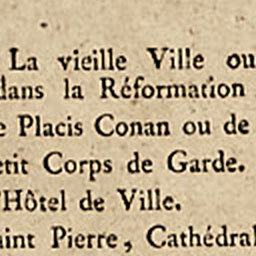 La vieille Ville ou
dans la Réformation
Placis Conan ou de
etit Corps de Garde.
l'Hôtel de Ville.
aint Pierre, Cathédral